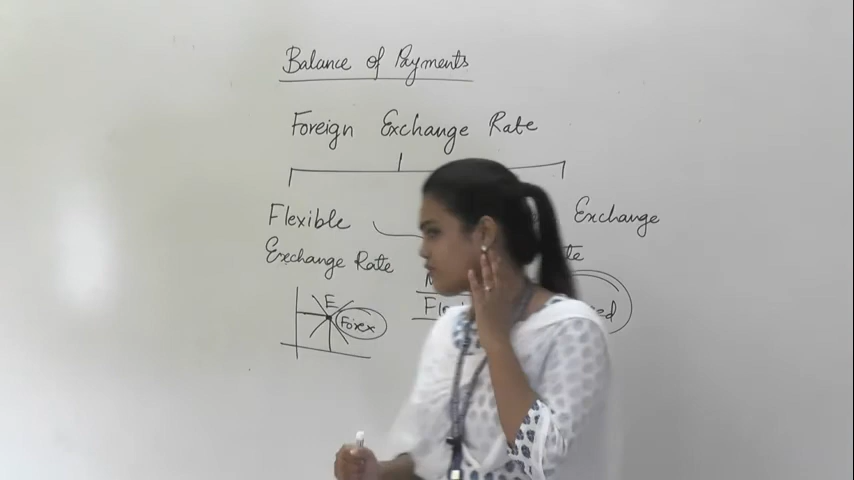 Balance of Payments
Foreign Exchange Rate
Flexible
Exchange Rate
E
Forex
Exchange